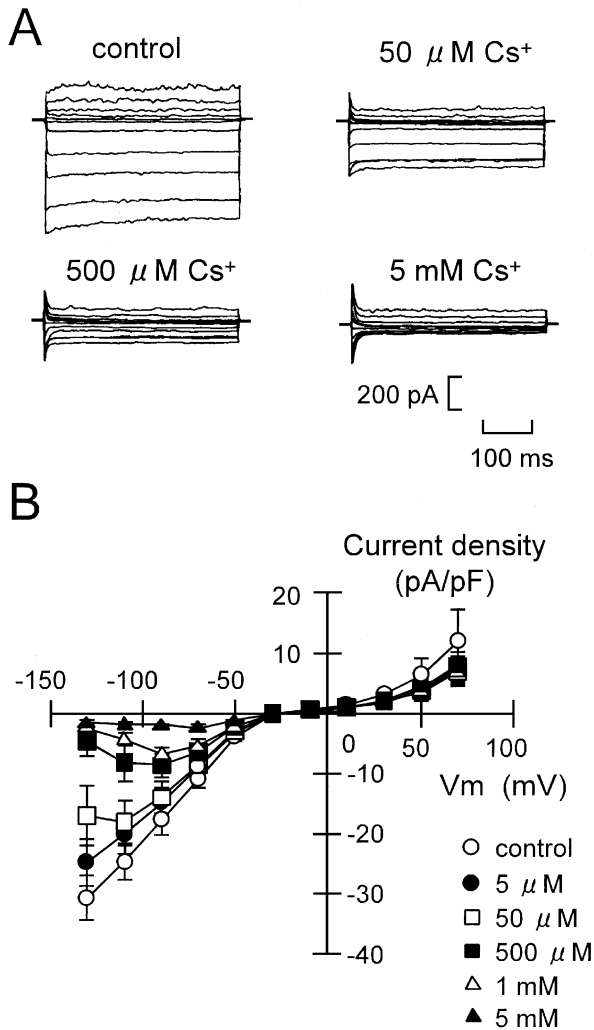 A
control
50 μM Cs+
500 μM Cs+
5 mM Cs+
200 pA
100 ms
B
Current density
(pA/pF)
20
10
-150
-100
-50
0
50
100
-10
Vm (mV)
-20
-30
-40
control
5 μM
50 μM
500 μM
1 mM
5 mM